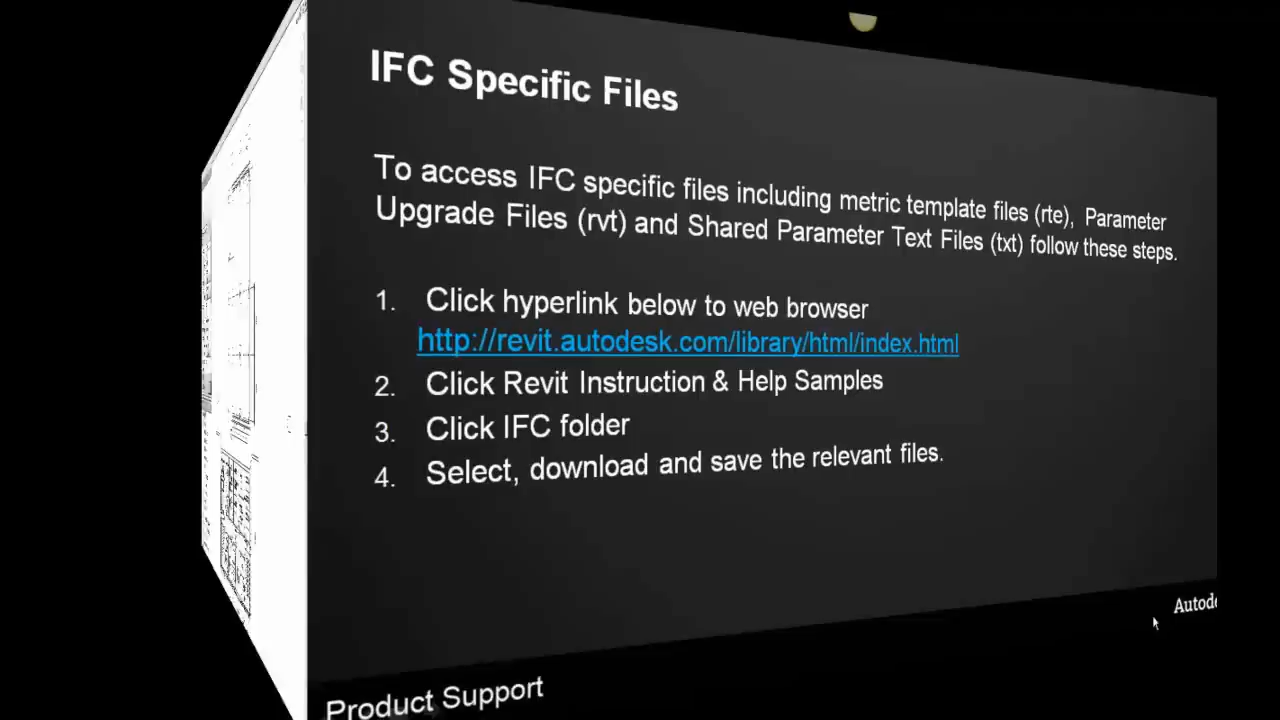 IFC Specific Files
To access IFC specific files including metric template files (rte), Parameter
Upgrade Files (rvt) and Shared Parameter Text Files (txt) follow these steps.
1. Click hyperlink below to web browser
http://revit.autodesk.com/library/html/index.html
2. Click Revit Instruction & Help Samples
3. Click IFC folder
4. Select, download and save the relevant files.
Autode
Product Support